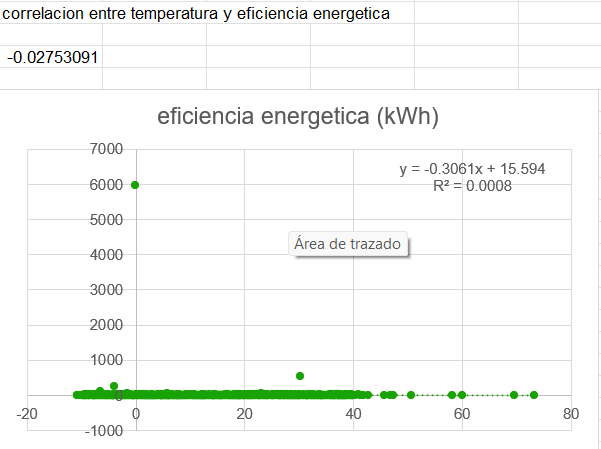 correlacion entre temperatura y eficiencia energetica
-0.02753091
eficiencia energetica (kWh)
7000
y = -0.3061x + 15.594
R² = 0.0008
6000
5000
Área de trazado
4000
3000
2000
1000
0
-20 0 20 40 60 80
-1000